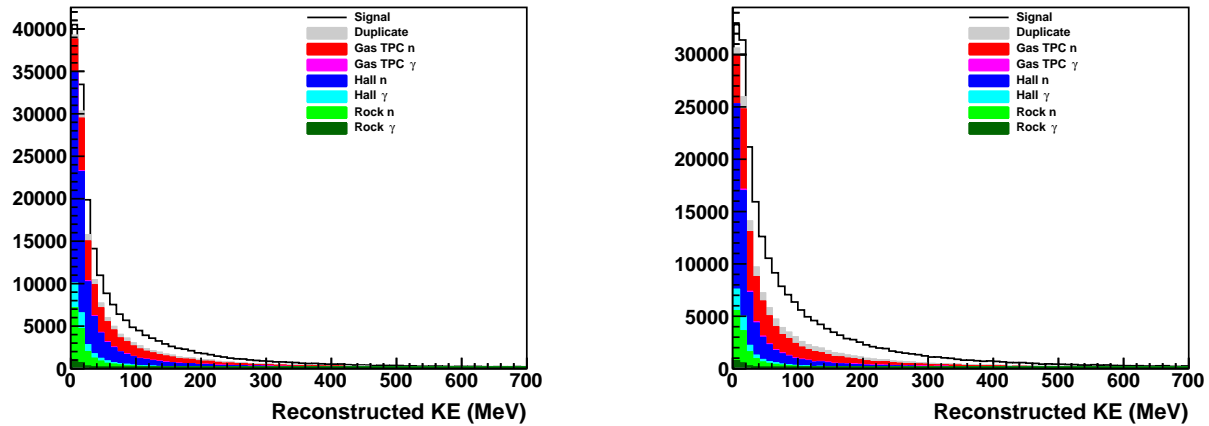 40000
35000
30000
25000
20000
15000
10000
5000
0
Signal
Duplicate
Gas TPC n
Gas TPC γ
Hall n
Hall γ
Rock n
Rock γ
0 100 200 300 400 500 600 700
Reconstructed KE (MeV)
30000
25000
20000
15000
10000
5000
0
Signal
Duplicate
Gas TPC n
Gas TPC γ
Hall n
Hall γ
Rock n
Rock γ
0 100 200 300 400 500 600 700
Reconstructed KE (MeV)